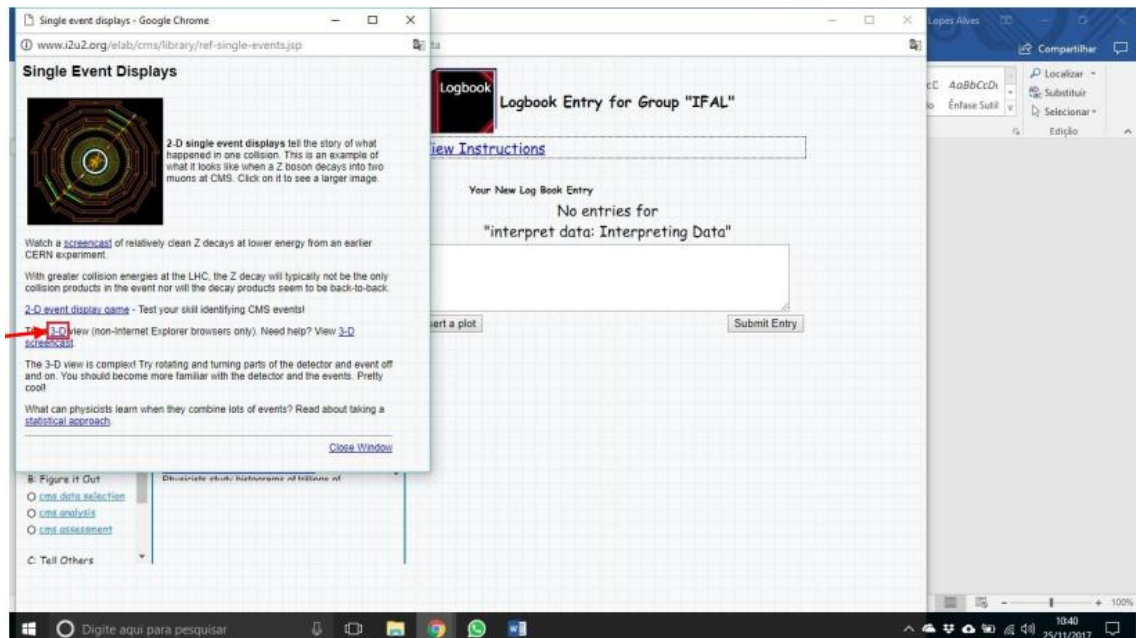 Single event displays - Google Chrome
www.i2u2.org/elab/cms/library/ref-single-events.jsp
Single Event Displays
2-D single event displays tell the story of what
happened in one collision. This is an example of
what it looks like when a Z boson decays into two
muons at CMS. Click on it to see a larger image.
Watch a screencast of relatively clean Z decays at lower energy from an earlier
CERN experiment.
With greater collision energies at the LHC, the Z decay will typically not be the only
collision products in the event nor will the decay products seem to be back-to-back.
2-D event display game - Test your skill identifying CMS events!
3-D view (non-Internet Explorer browsers only). Need help? View 3-D
screencast.
The 3-D view is complex! Try rotating and turning parts of the detector and event off
and on. You should become more familiar with the detector and the events. Pretty
cool!
What can physicists learn when they combine lots of events? Read about taking a
statistical approach.
Close Window
B: Figure it Out
cms data selection
cms analysis
cms assessment
C: Tell Others
Physicists study histograms of trillions of
ta
Logbook
Logbook Entry for Group "IFAL"
iew Instructions
Your New Log Book Entry
No entries for
"interpret data: Interpreting Data"
ert a plot
Submit Entry
Lopes Alves
Compartilhar
AaBbCcDı
Ênfase Sutil
Localizar
Substituir
Selecionar
Edição
100%
Digite aqui para pesquisar
10:40
25/11/2017